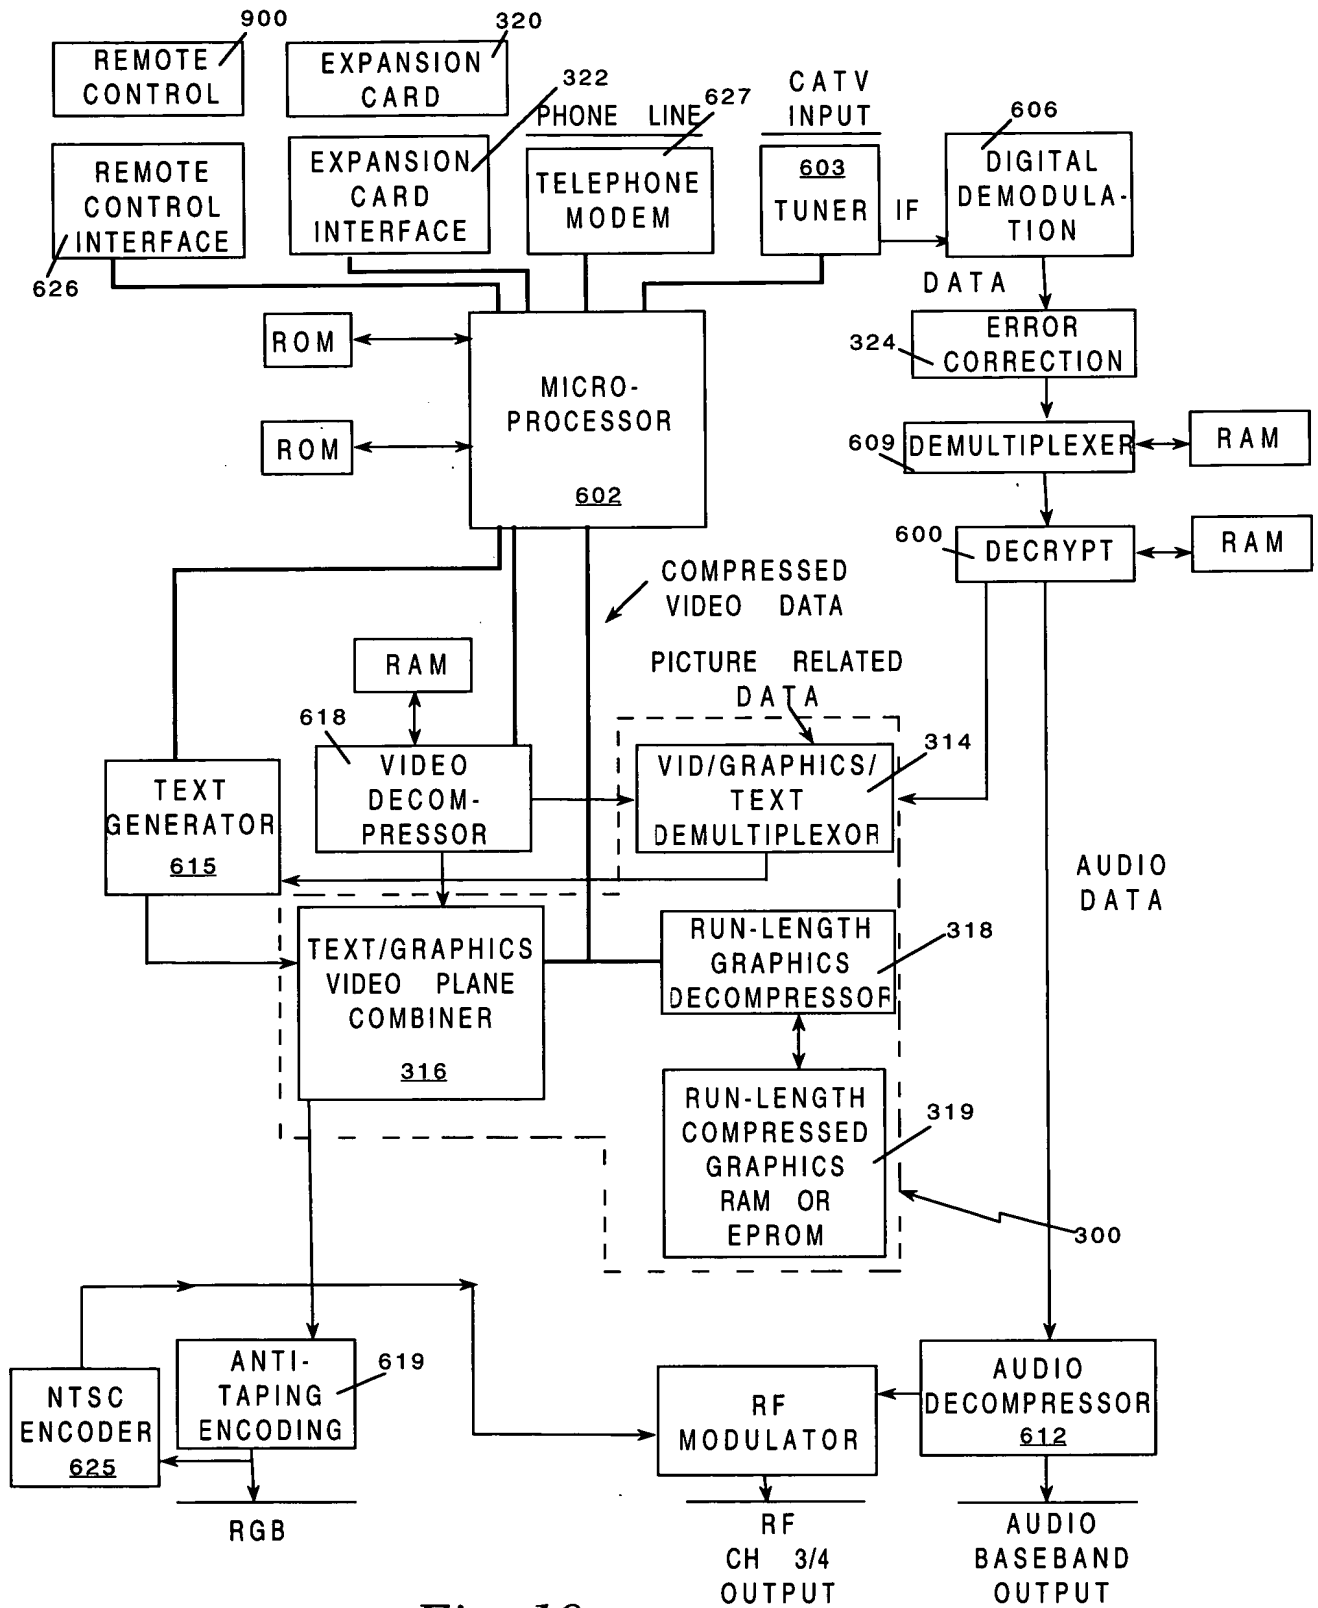 900
REMOTE
CONTROL
320
EXPANSION
CARD
322
PHONE LINE
627
CATV
INPUT
606
REMOTE
CONTROL
INTERFACE
626
EXPANSION
CARD
INTERFACE
TELEPHONE
MODEM
603
TUNER
IF
DIGITAL
DEMODULA-
TION
DATA
ROM
ROM
MICRO-
PROCESSOR
602
324
ERROR
CORRECTION
609
DEMULTIPLEXER
RAM
600
DECRYPT
RAM
COMPRESSED
VIDEO DATA
PICTURE RELATED
DATA
RAM
618
VIDEO
DECOM-
PRESSOR
314
VID/GRAPHICS/
TEXT
DEMULTIPLEXOR
TEXT
GENERATOR
615
AUDIO
DATA
TEXT/GRAPHICS
VIDEO PLANE
COMBINER
316
RUN-LENGTH
GRAPHICS
DECOMPRESSOR
318
RUN-LENGTH
COMPRESSED
GRAPHICS
RAM OR
EPROM
319
300
NTSC
ENCODER
625
ANTI-
TAPING
ENCODING
619
RF
MODULATOR
AUDIO
DECOMPRESSOR
612
RGB
RF
CH 3/4
OUTPUT
AUDIO
BASEBAND
OUTPUT